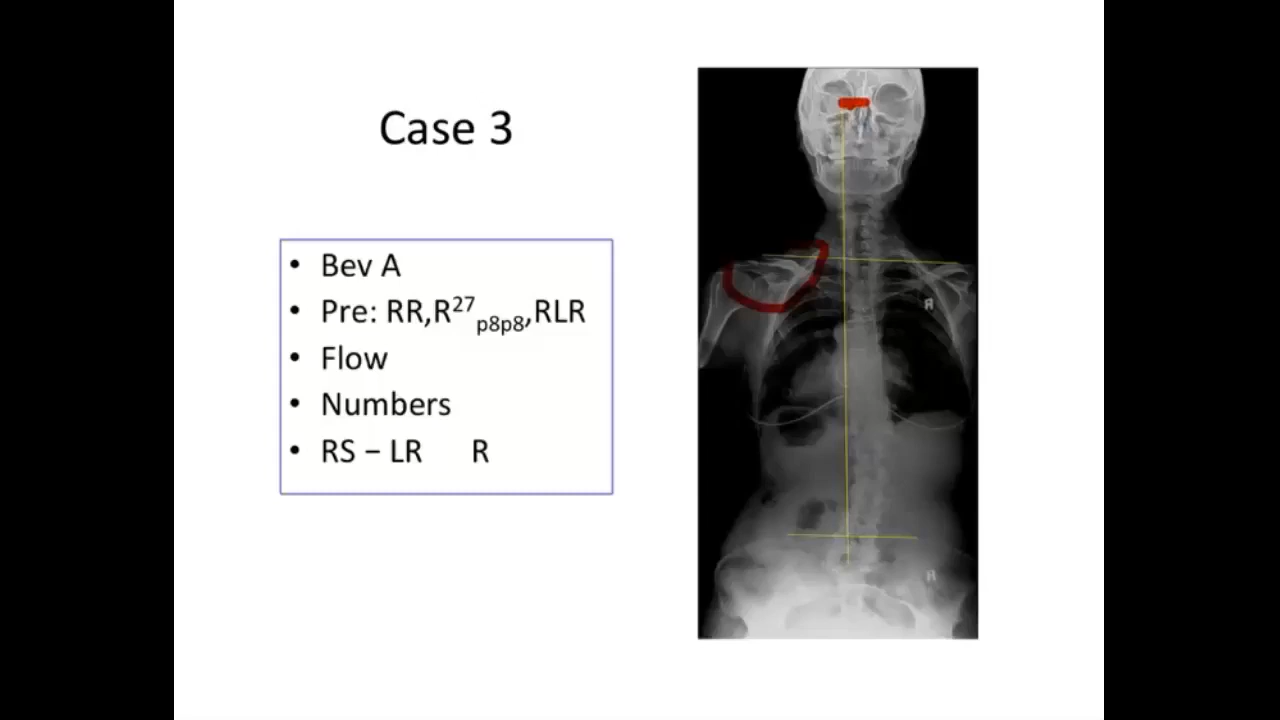 Case 3
• Bev A
• Pre: RR,R²⁷ₚ₈ₚ₈,RLR
• Flow
• Numbers
• RS – LR R
R
R